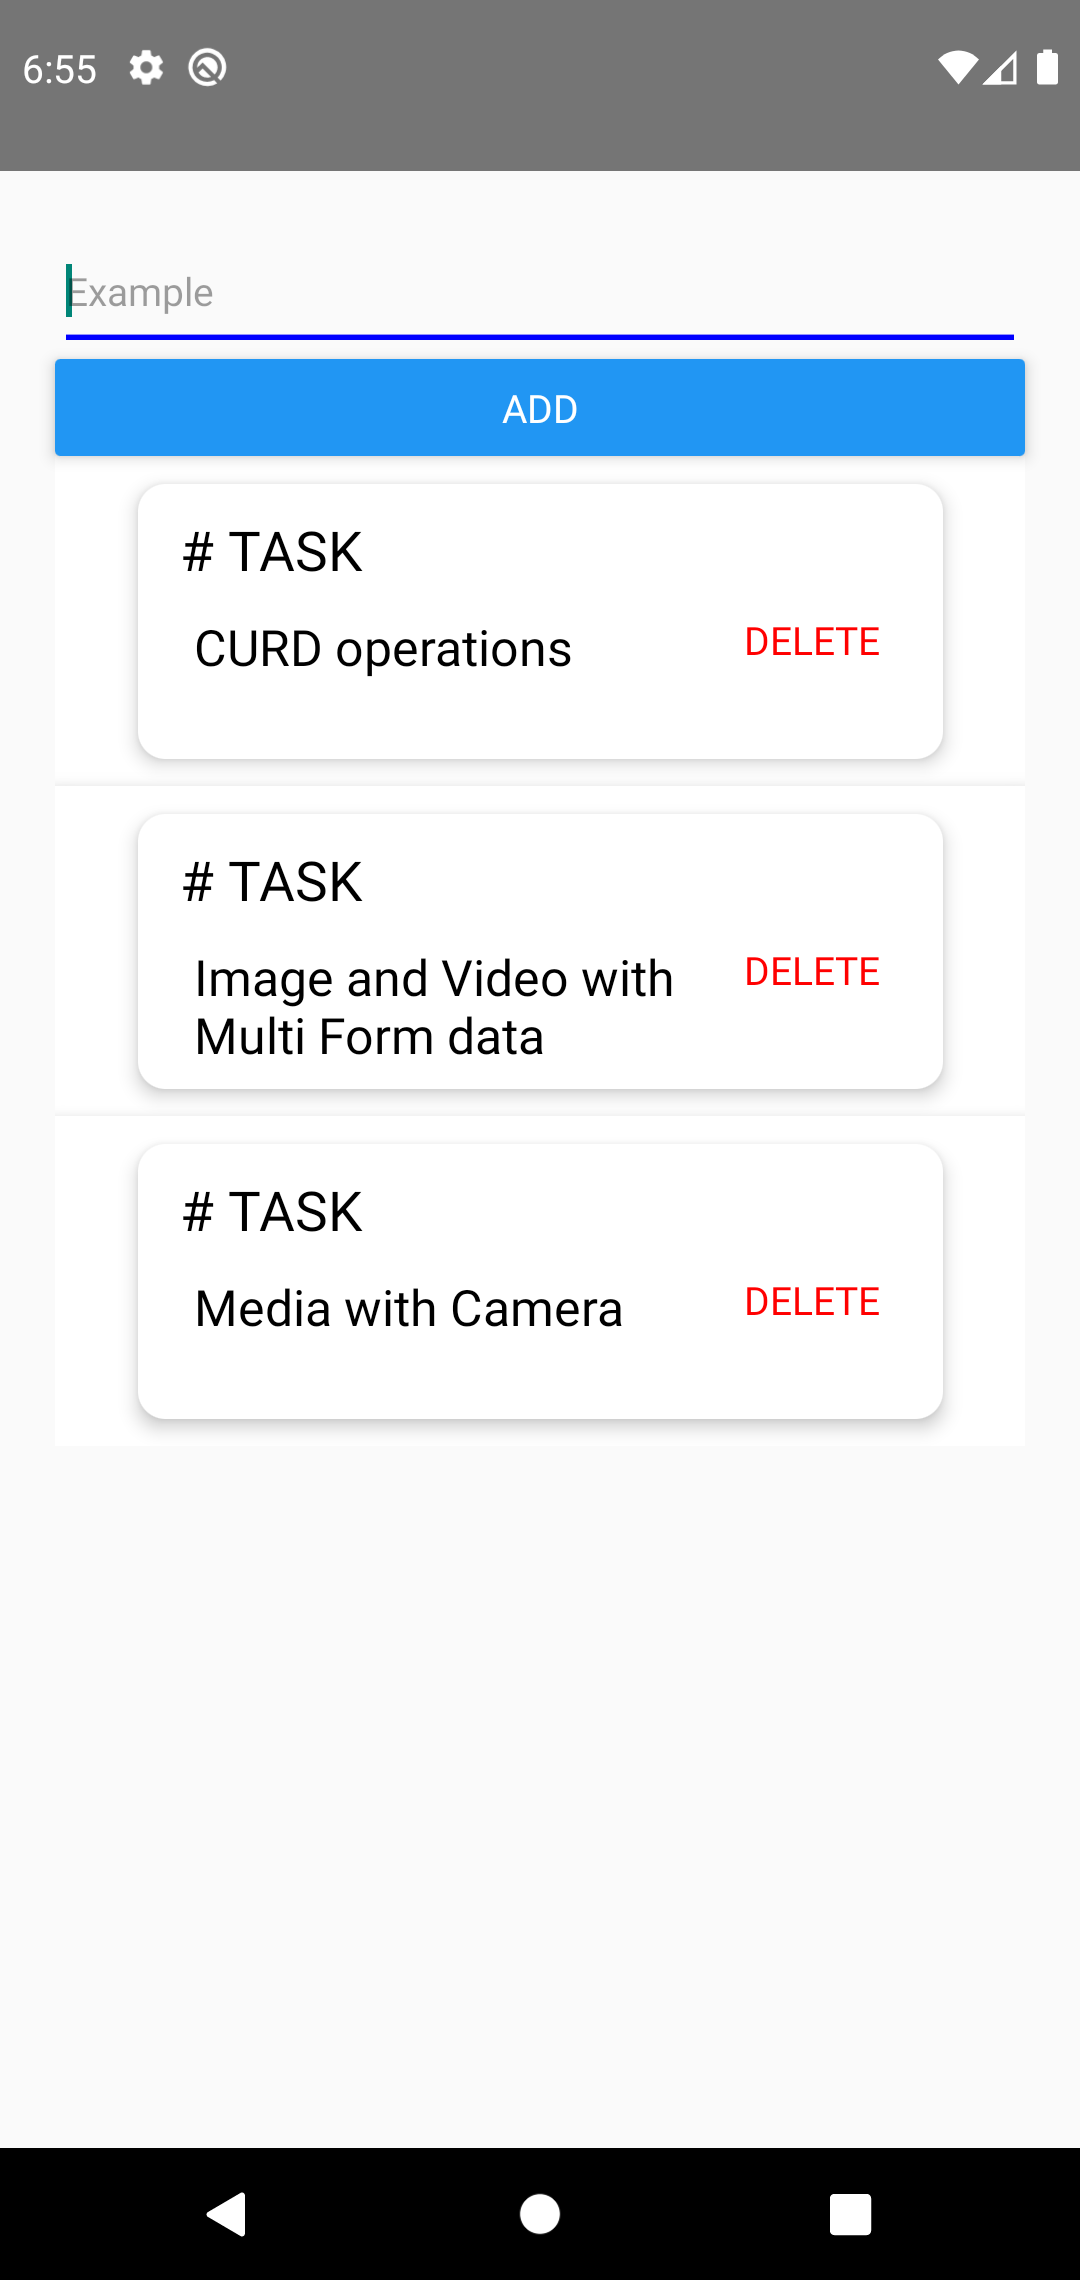 6:55
Example
ADD
# TASK
CURD operations
DELETE
# TASK
Image and Video with
Multi Form data
DELETE
# TASK
Media with Camera
DELETE